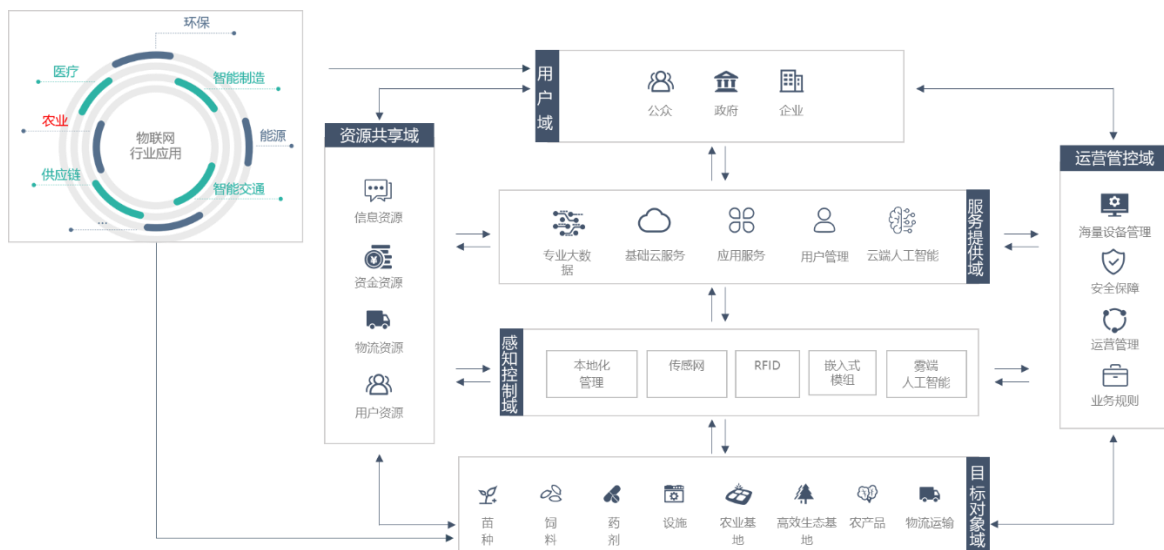 环保
医疗
智能制造
农业
物联网
行业应用
能源
供应链
智能交通
...
用户域
公众
政府
企业
资源共享域
信息资源
资金资源
物流资源
用户资源
服务提供域
专业大数
据
基础云服务
应用服务
用户管理
云端人工智能
感知控制域
本地化
管理
传感网
RFID
嵌入式
模组
雾端
人工智能
运营管控域
海量设备管理
安全保障
运营管理
业务规则
目标对象域
苗
种
饲
料
药
剂
设施
农业基
地
高效生态基
地
农产品
物流运输